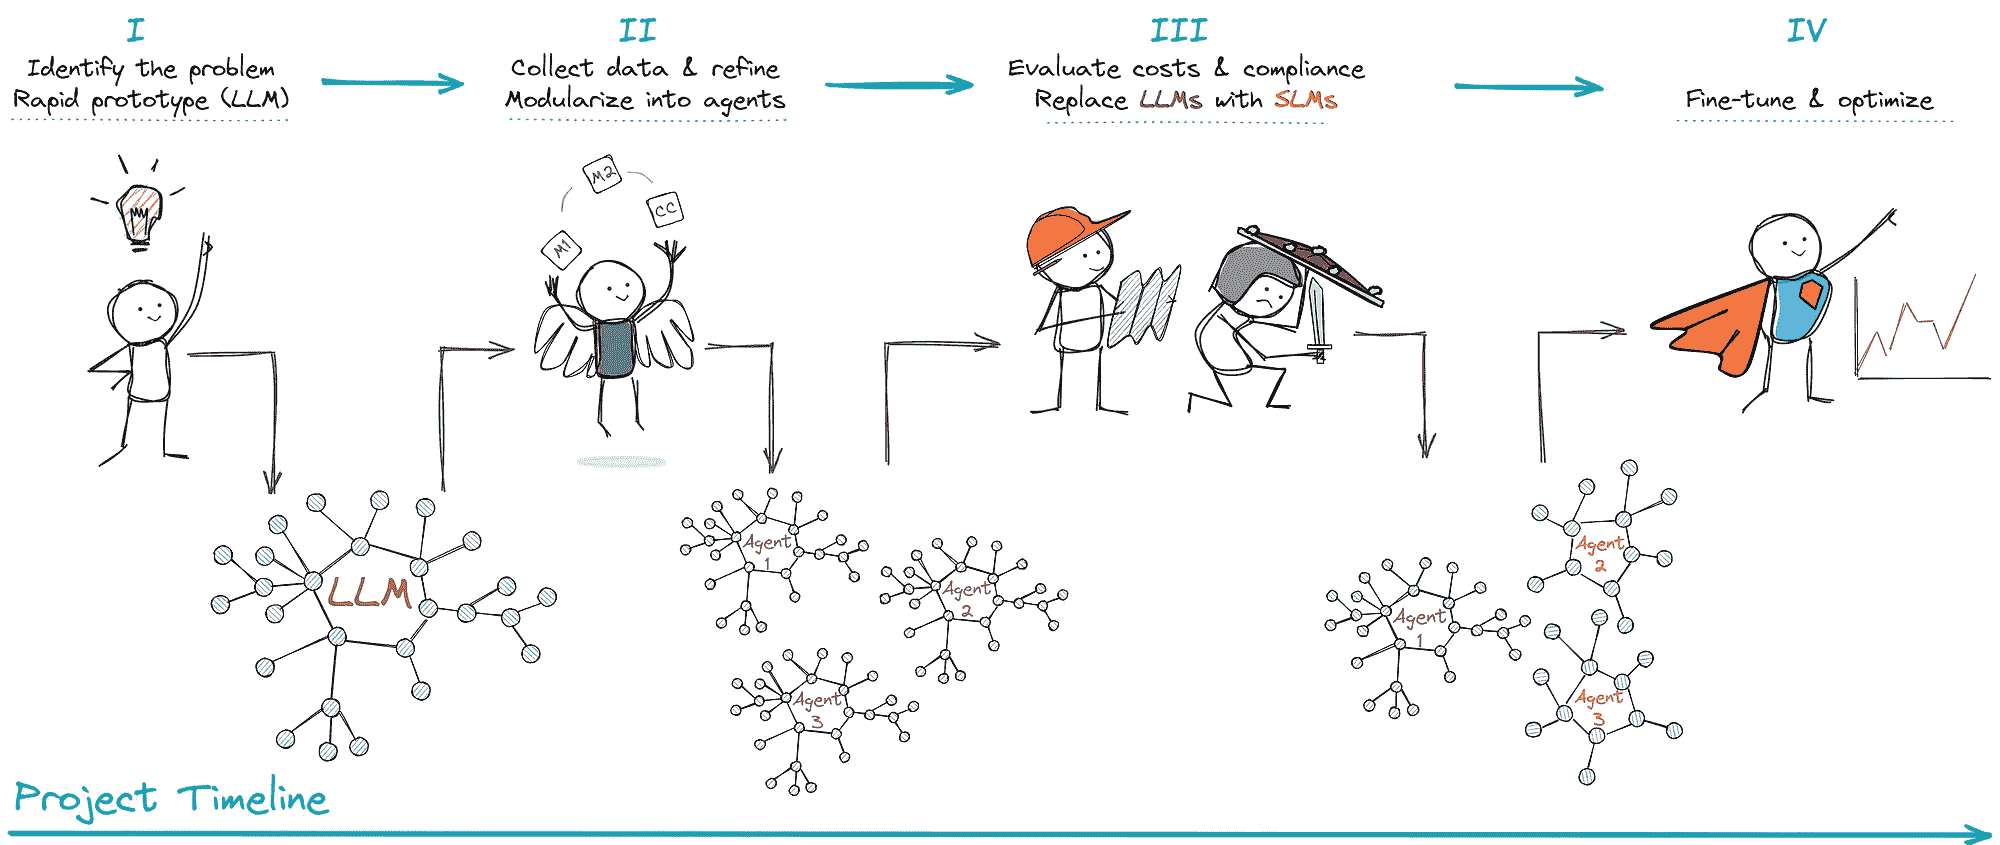 I
Identify the problem
Rapid prototype (LLM)
II
Collect data & refine
Modularize into agents
III
Evaluate costs & compliance
Replace LLMs with SLMs
IV
Fine-tune & optimize
M1
M2
CC
LLM
Agent
1
Agent
2
Agent
3
Agent
1
Agent
2
Agent
3
Project Timeline